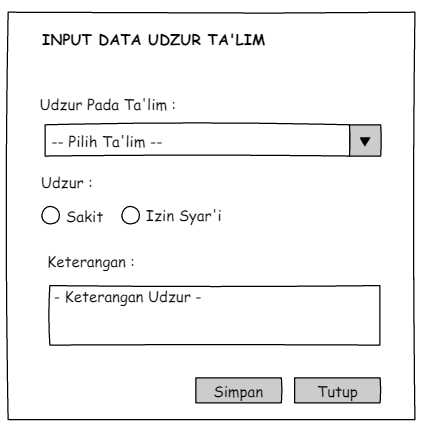 INPUT DATA UDZUR TA'LIM
Udzur Pada Ta'lim :
-- Pilih Ta'lim --
Udzur :
Sakit Izin Syar'i
Keterangan :
- Keterangan Udzur -
Simpan Tutup